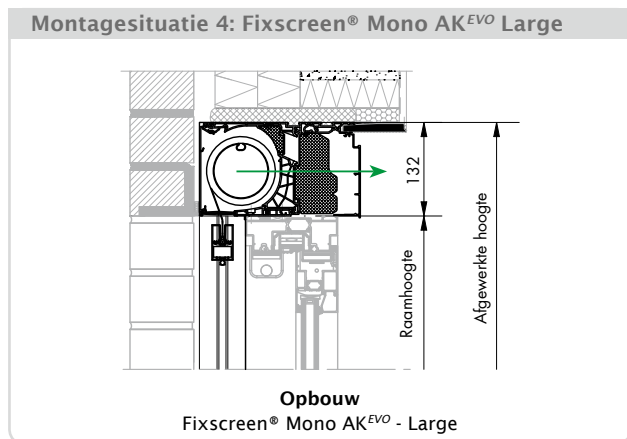 Montagesituatie 4: Fixscreen® Mono AKEVO Large
132
Raamhoogte
Afgewerkte hoogte
Opbouw
Fixscreen® Mono AKEVO - Large